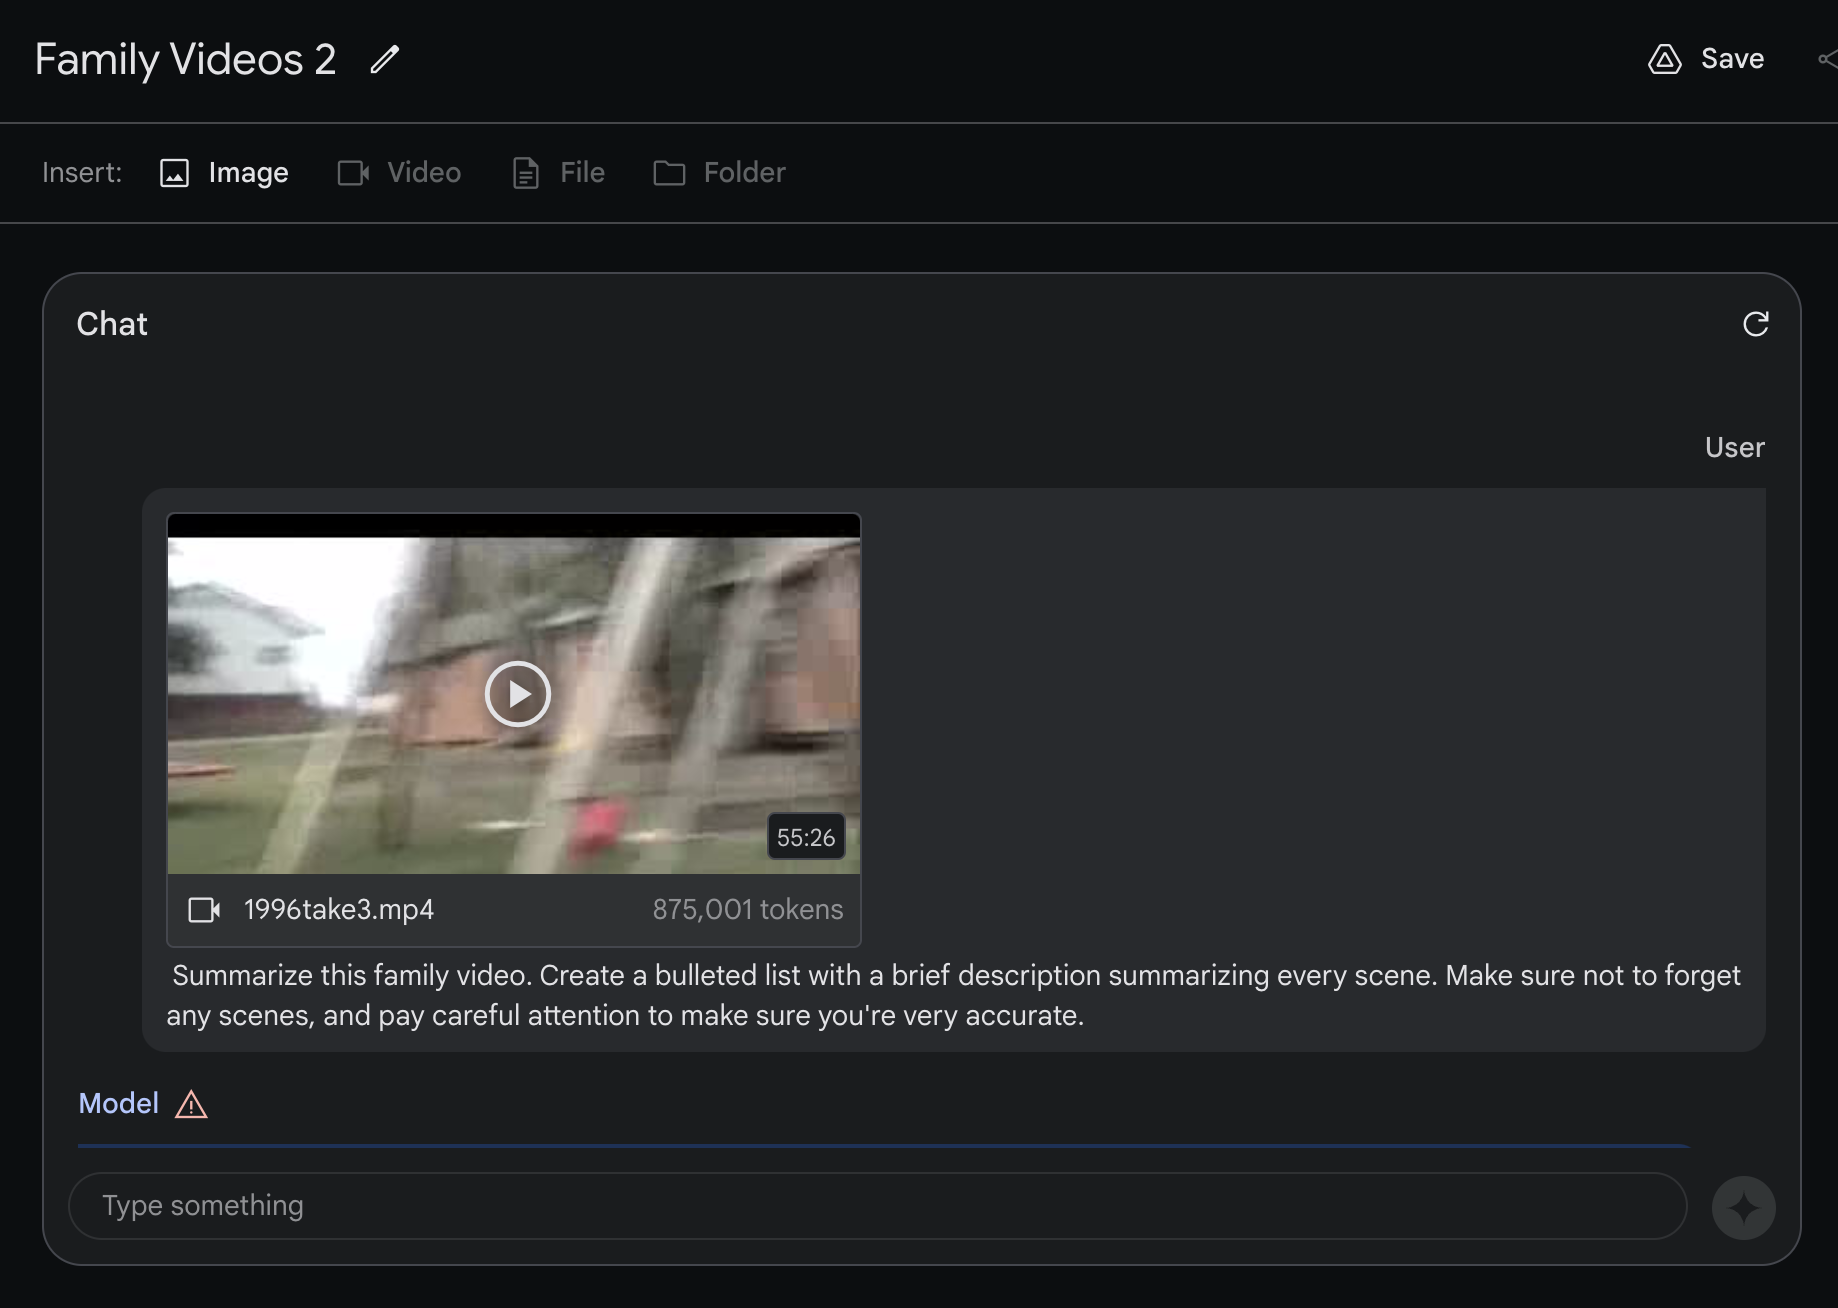 Family Videos 2
Save
Insert: Image Video File Folder
Chat
User
55:26
1996take3.mp4 875,001 tokens
Summarize this family video. Create a bulleted list with a brief description summarizing every scene. Make sure not to forget
any scenes, and pay careful attention to make sure you're very accurate.
Model
Type something